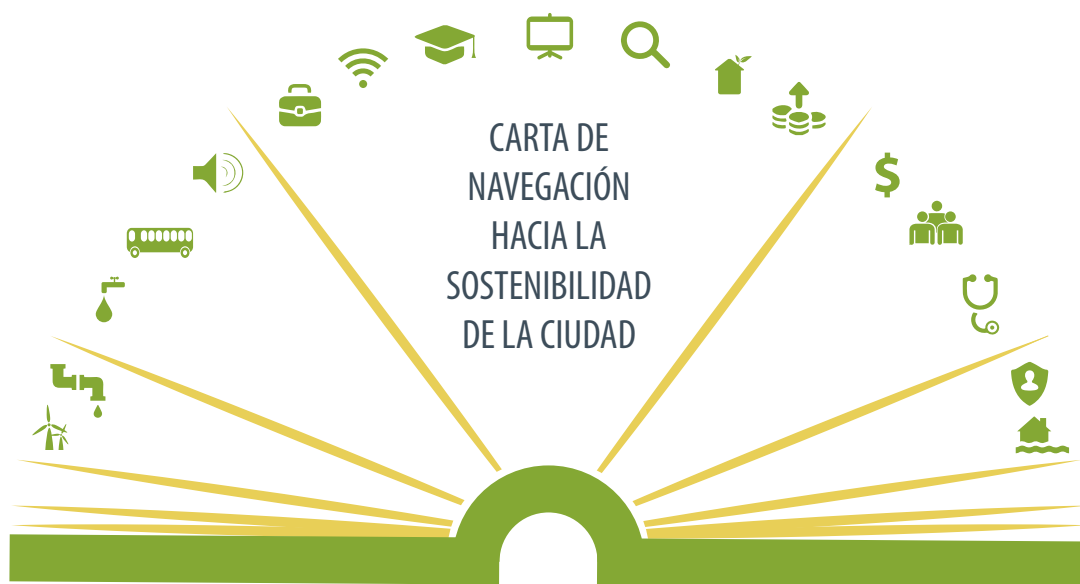 CARTA DE
NAVEGACIÓN
HACIA LA
SOSTENIBILIDAD
DE LA CIUDAD
$